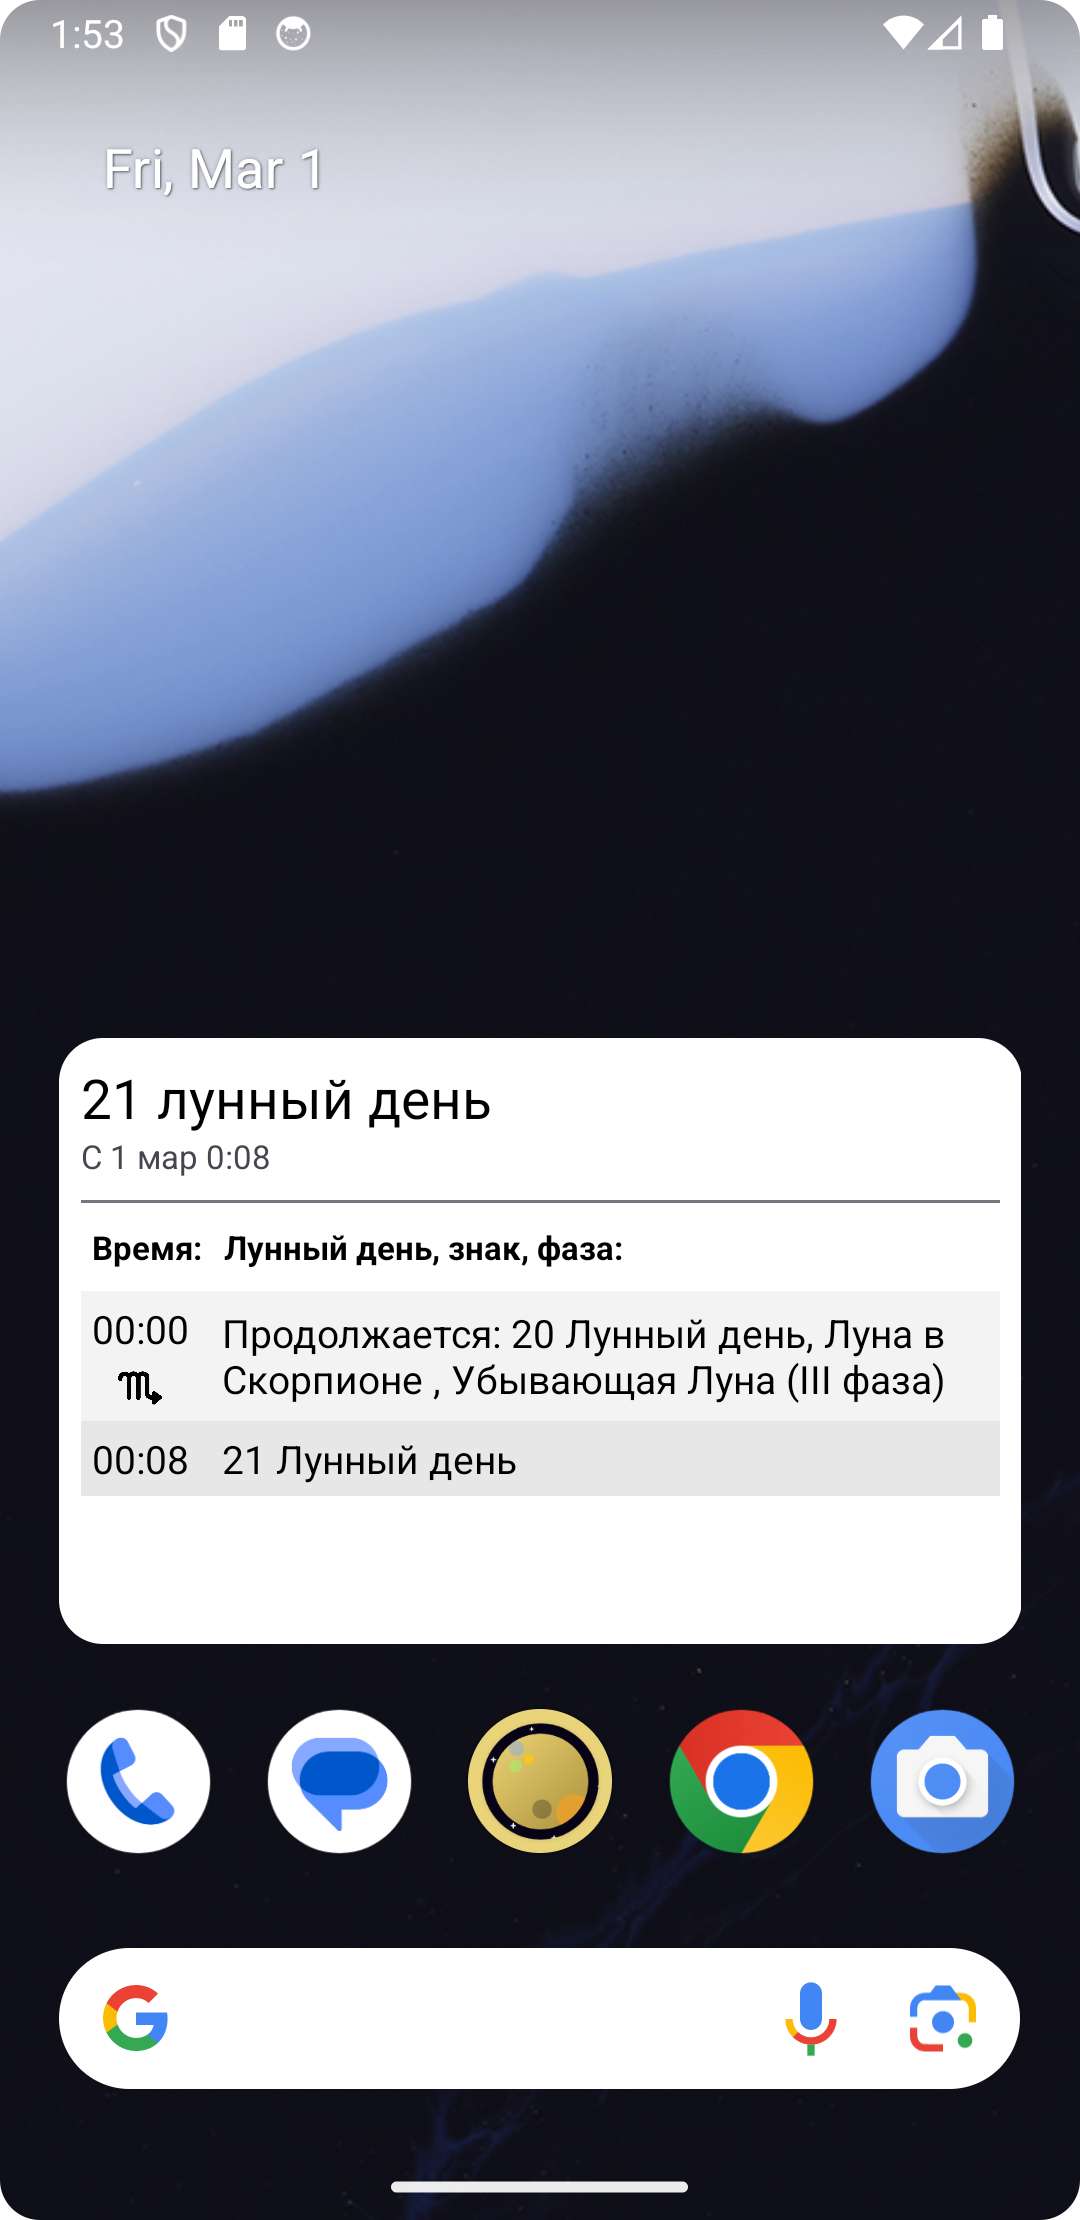 1:53
Fri, Mar 1
21 лунный день
С 1 мар 0:08
Время: Лунный день, знак, фаза:
00:00 Продолжается: 20 Лунный день, Луна в
Скорпионе , Убывающая Луна (III фаза)
00:08 21 Лунный день